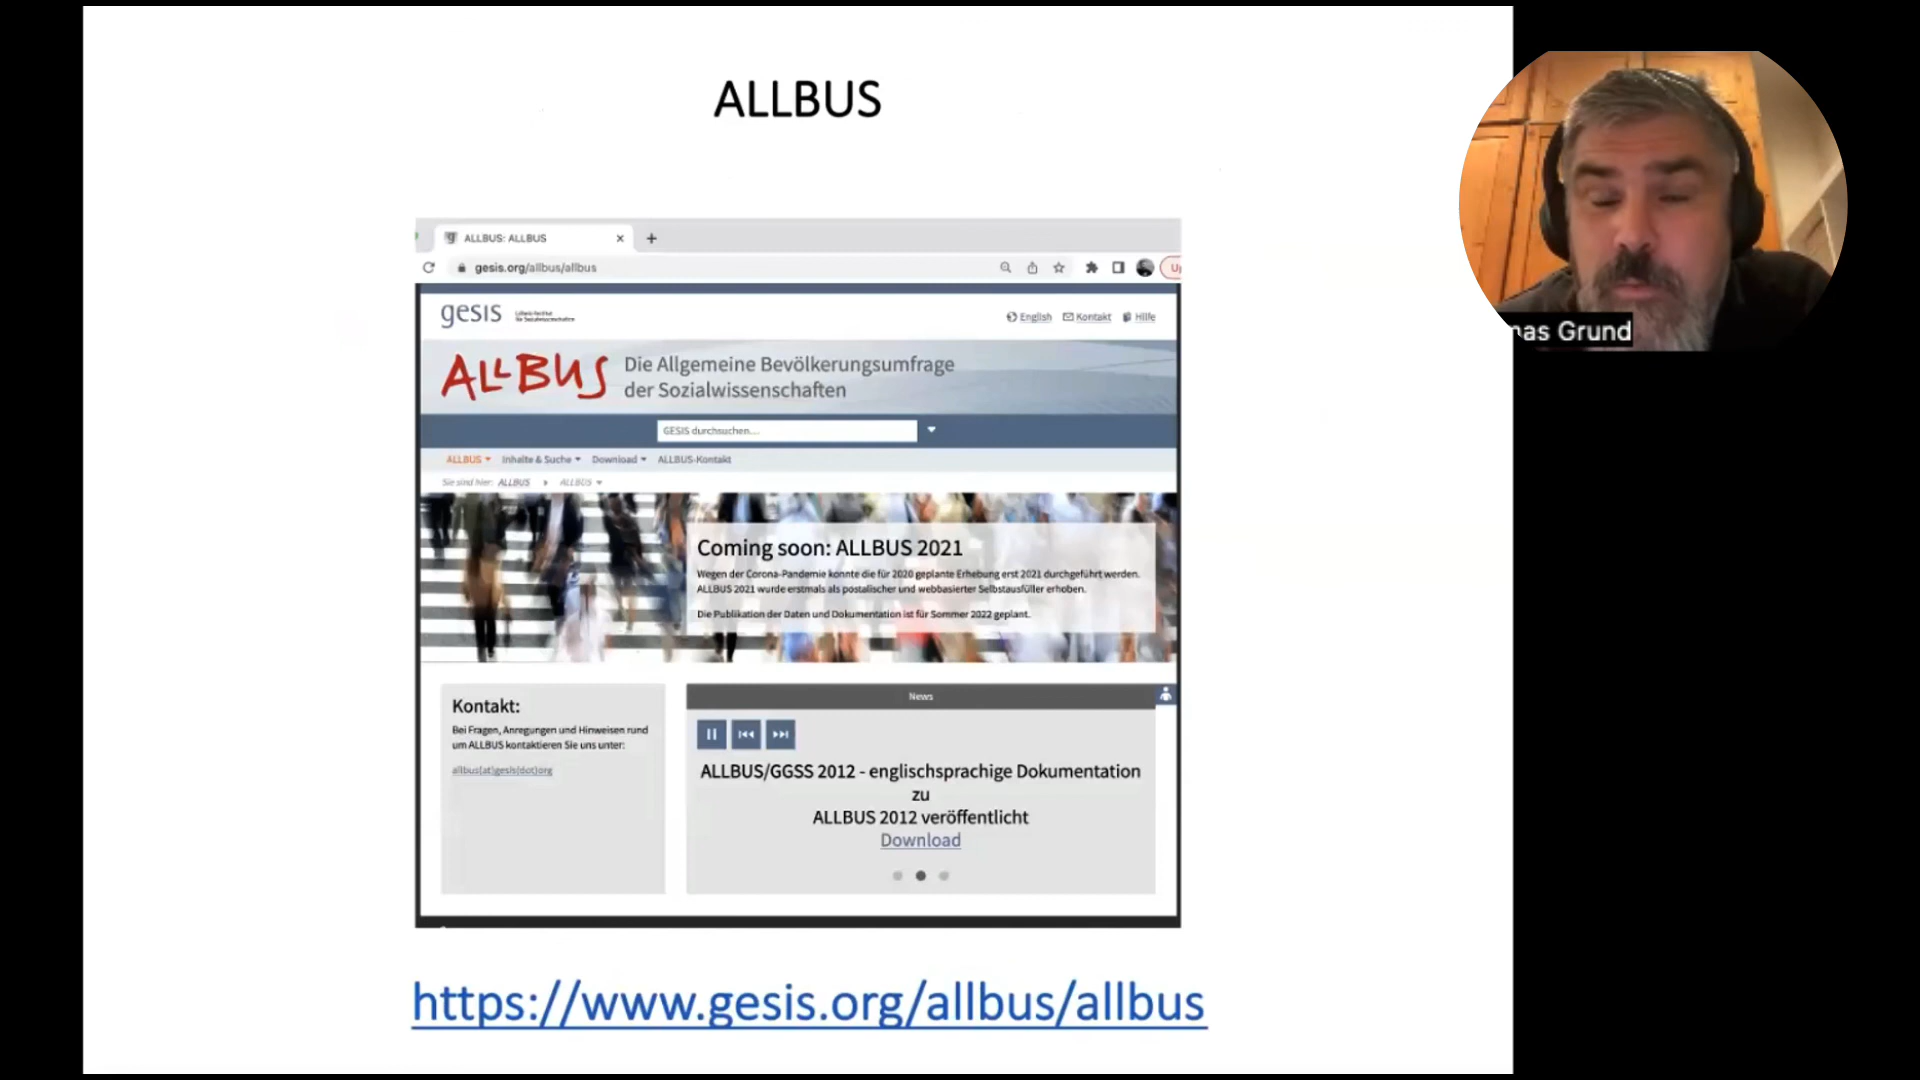 ALLBUS
ALLBUS: ALLBUS
gesis.org/allbus/allbus
gesis
English Kontakt Hilfe
ALLBUS
Die Allgemeine Bevölkerungsumfrage
der Sozialwissenschaften
GESIS durchsuchen...
ALLBUS Inhalte & Suche Download ALLBUS-Kontakt
Sie sind hier: ALLBUS ALLBUS
Coming soon: ALLBUS 2021
Wegen der Corona-Pandemie konnte die für 2020 geplante Erhebung erst 2021 durchgeführt werden.
ALLBUS 2021 wurde erstmals als postalischer und webbasierter Selbstausfüller erhoben.
Die Publikation der Daten und Dokumentation ist für Sommer 2022 geplant.
Kontakt:
Bei Fragen, Anregungen und Hinweisen rund
um ALLBUS kontaktieren Sie uns unter:
allbus(at)gesis(dot)org
News
ALLBUS/GGSS 2012 - englischsprachige Dokumentation
zu
ALLBUS 2012 veröffentlicht
Download
https://www.gesis.org/allbus/allbus
Grund